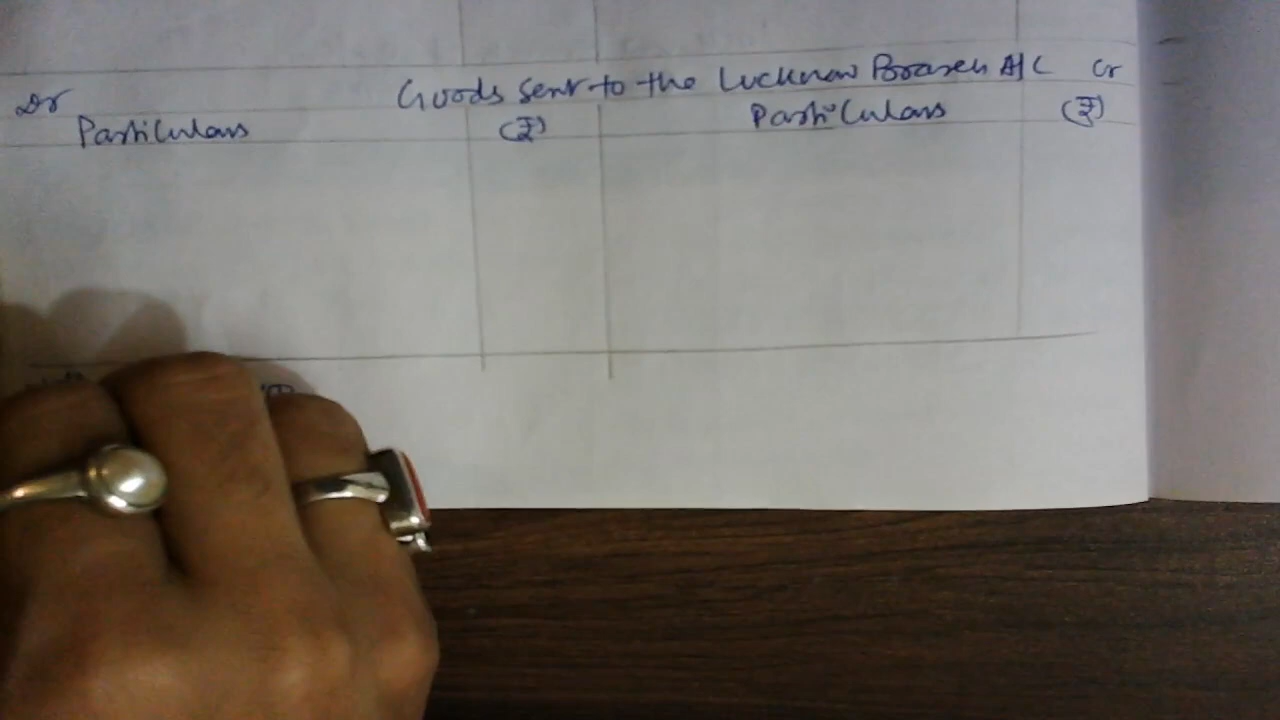 Dr Goods Sent to the Lucknow Branch A/C Cr
Particulars (₹) Particulars (₹)